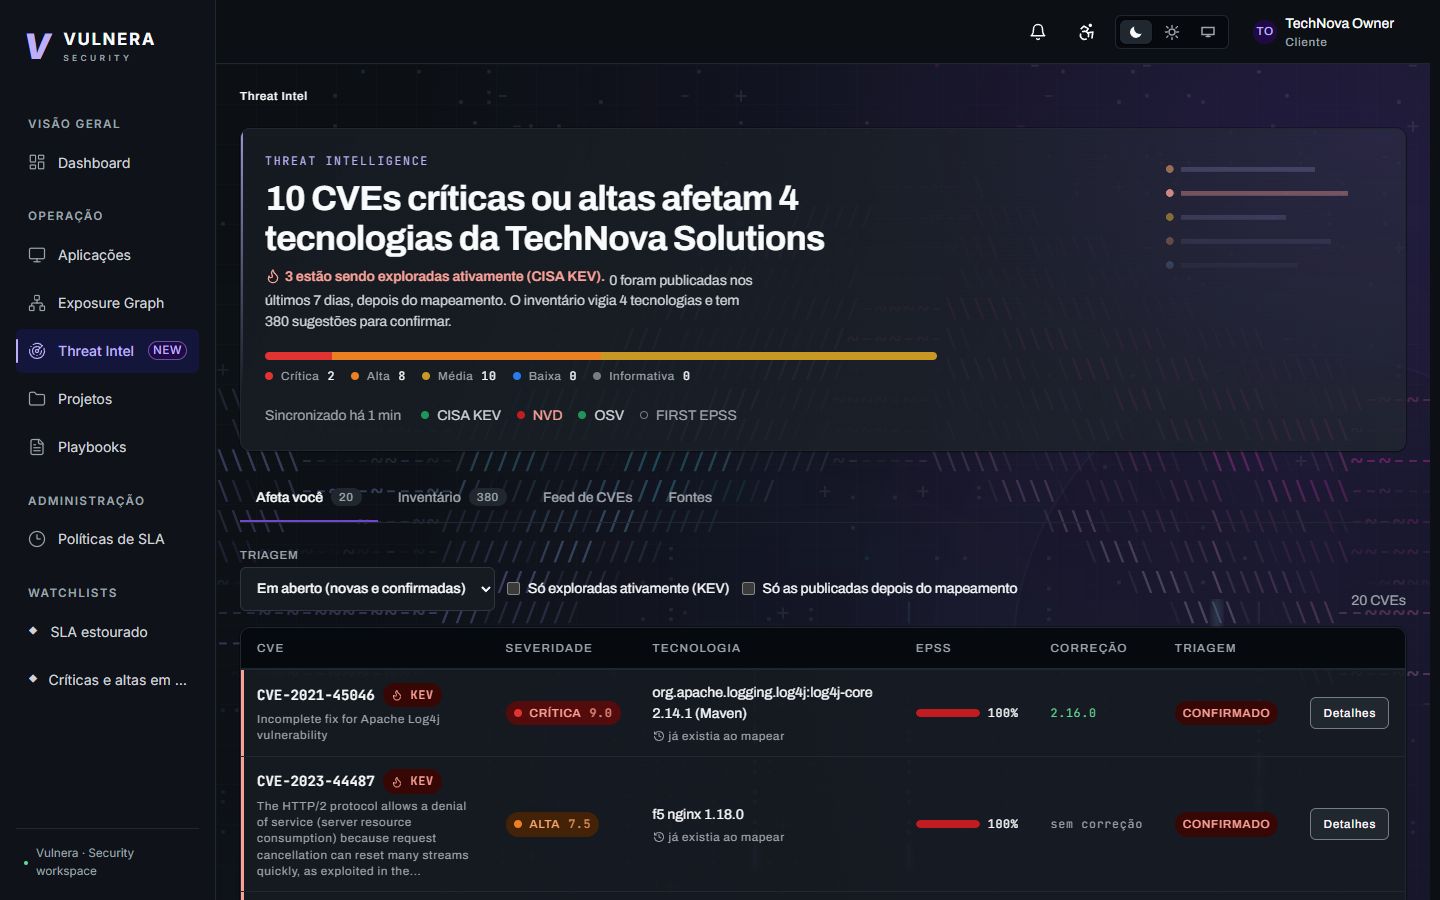 VULNERA
SECURITY
TO
TechNova Owner
Cliente
VISÃO GERAL
Dashboard
OPERAÇÃO
Aplicações
Exposure Graph
Threat Intel NEW
Projetos
Playbooks
ADMINISTRAÇÃO
Políticas de SLA
WATCHLISTS
SLA estourado
Críticas e altas em ...
Vulnera · Security
workspace
Threat Intel
THREAT INTELLIGENCE
10 CVEs críticas ou altas afetam 4
tecnologias da TechNova Solutions
3 estão sendo exploradas ativamente (CISA KEV). 0 foram publicadas nos
últimos 7 dias, depois do mapeamento. O inventário vigia 4 tecnologias e tem
380 sugestões para confirmar.
Crítica 2 Alta 8 Média 10 Baixa 0 Informativa 0
Sincronizado há 1 min CISA KEV NVD OSV FIRST EPSS
Afeta você 20 Inventário 380 Feed de CVEs Fontes
TRIAGEM
Em aberto (novas e confirmadas) Só exploradas ativamente (KEV) Só as publicadas depois do mapeamento
20 CVEs
CVE SEVERIDADE TECNOLOGIA EPSS CORREÇÃO TRIAGEM
CVE-2021-45046 KEV
Incomplete fix for Apache Log4j
vulnerability
CRÍTICA 9.0
org.apache.logging.log4j:log4j-core
2.14.1 (Maven)
já existia ao mapear
100%
2.16.0
CONFIRMADO
Detalhes
CVE-2023-44487 KEV
The HTTP/2 protocol allows a denial
of service (server resource
consumption) because request
cancellation can reset many streams
quickly, as exploited in the...
ALTA 7.5
f5 nginx 1.18.0
já existia ao mapear
100%
sem correção
CONFIRMADO
Detalhes